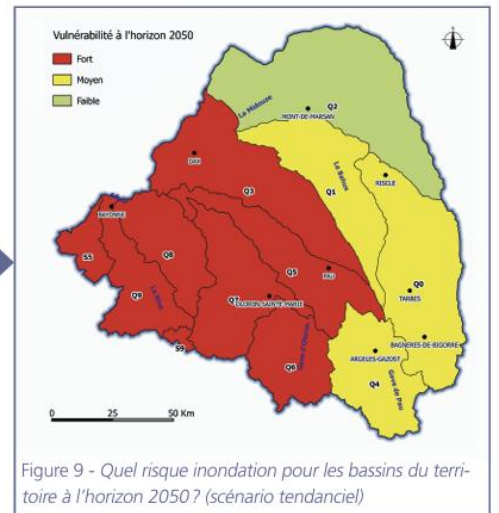 Vulnérabilité à l'horizon 2050
Fort
Moyen
Faible
La Midouze
Q2
MONT-DE-MARSAN
DAX
Le Bahus
RISCLE
Q3
Q1
BAYONNE
S5
Q8
Q5
PAU
Q0
TARBES
Q9
Q7
OLORON-SAINTE-MARIE
BAGNERES-DE-BIGORRE
ARGELES-GAZOST
S9
Q6
Gave d'Oloron
Q4
Gave de Pau
0 25 50 Km
Figure 9 - Quel risque inondation pour les bassins du terri-
toire à l'horizon 2050 ? (scénario tendanciel)